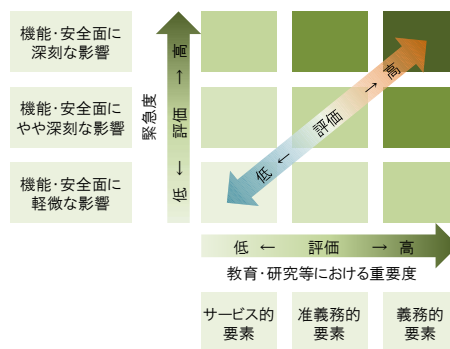 機能・安全面に
深刻な影響
機能・安全面に
やや深刻な影響
機能・安全面に
軽微な影響
緊急度
低 ← 評価 → 高
低 ← 評価 → 高
低 ← 評価 → 高
教育・研究等における重要度
サービス的
要素
准義務的
要素
義務的
要素